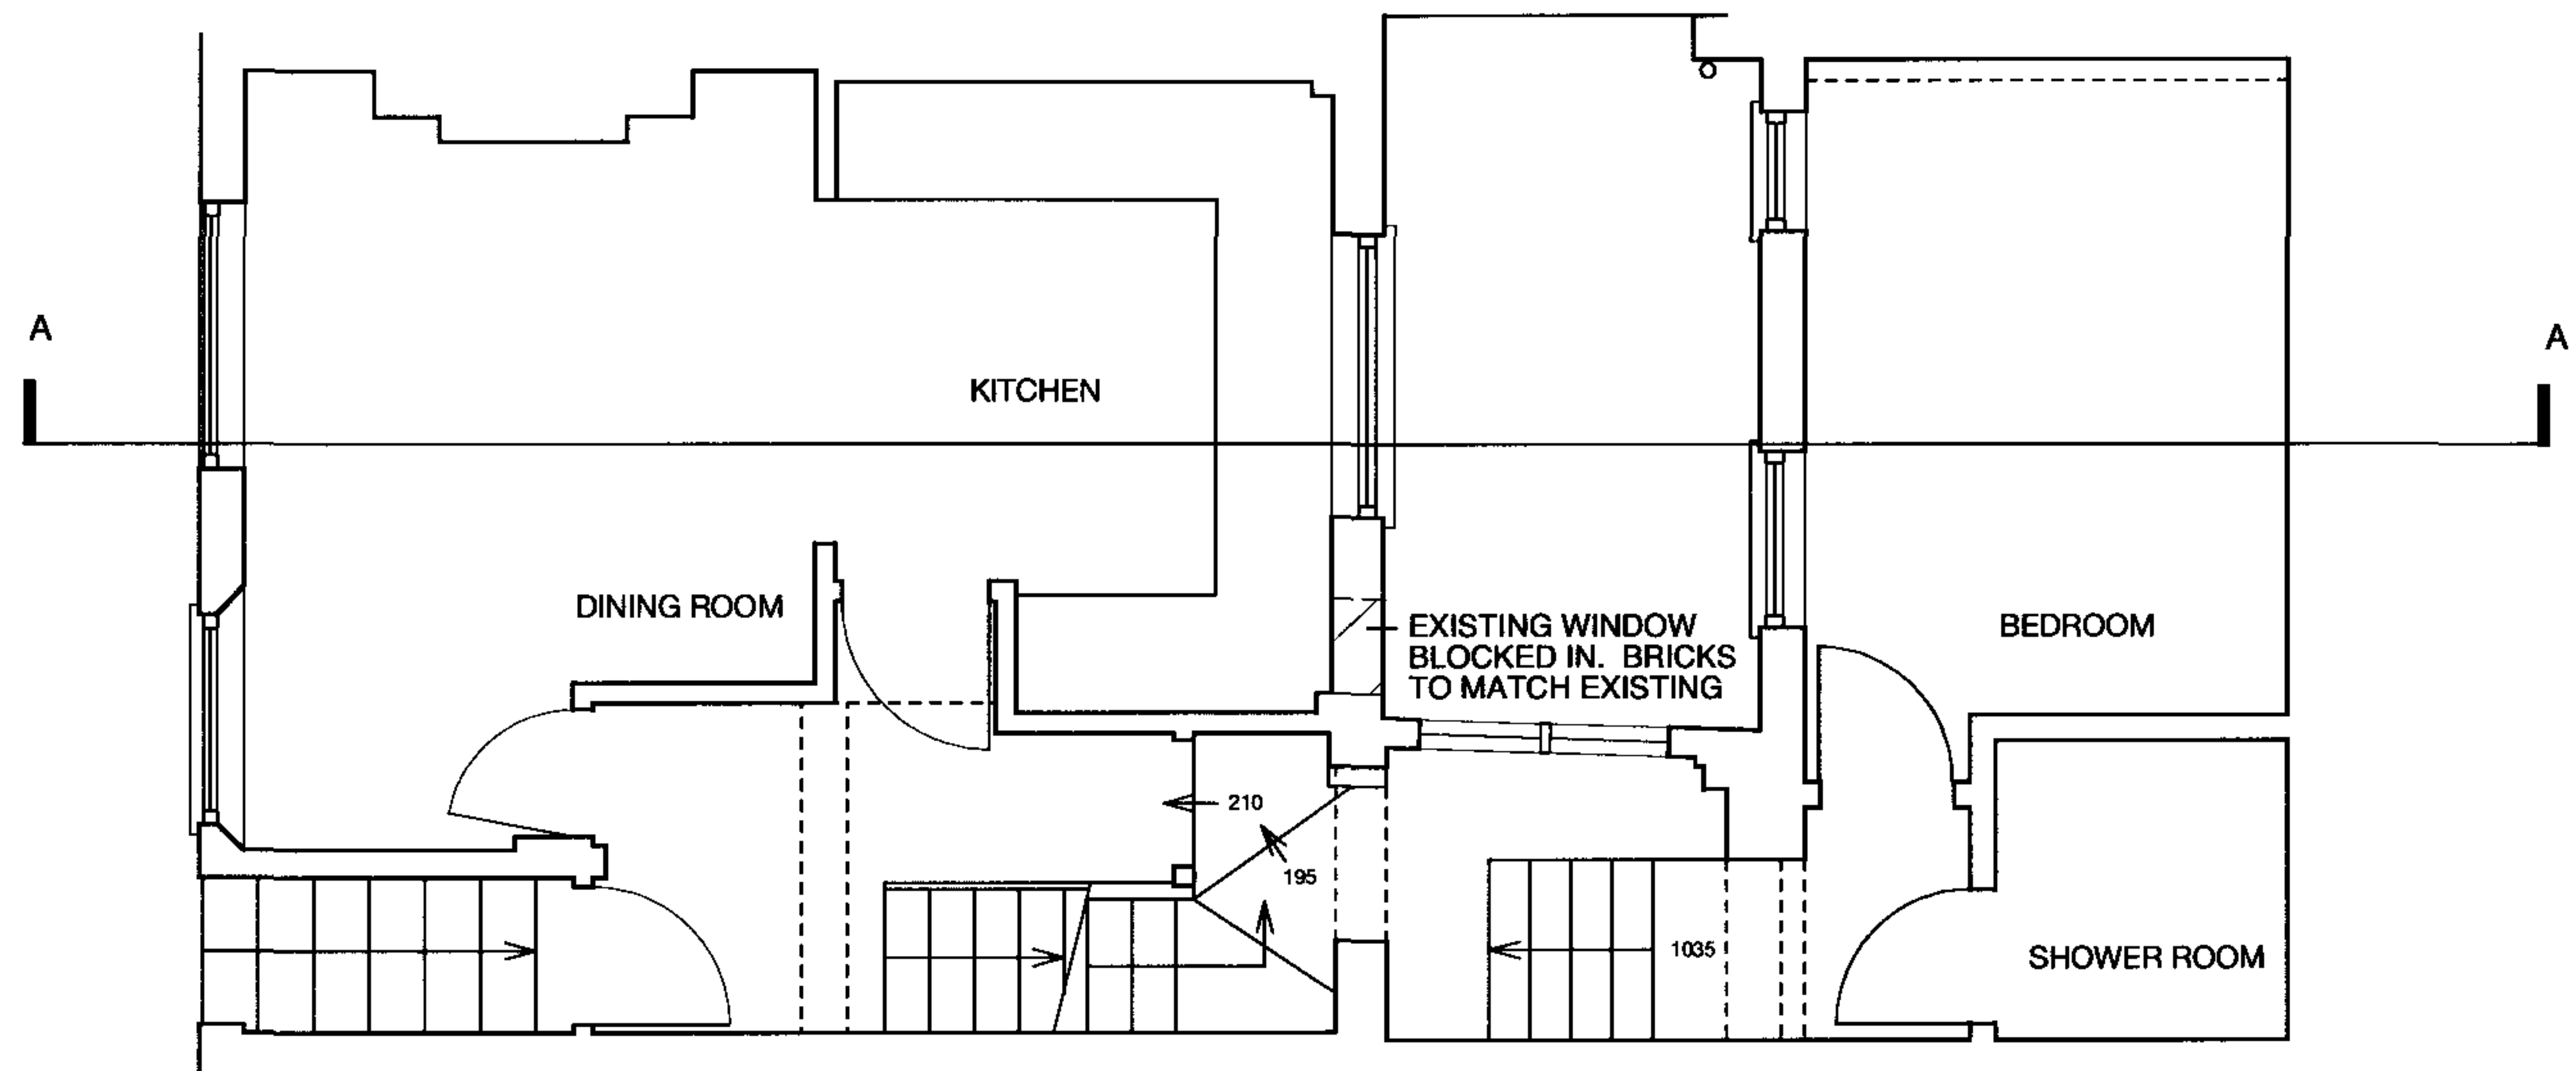 A
A
KITCHEN
DINING ROOM
EXISTING WINDOW
BLOCKED IN.  BRICKS
TO MATCH EXISTING
BEDROOM
210
195
1035
SHOWER ROOM